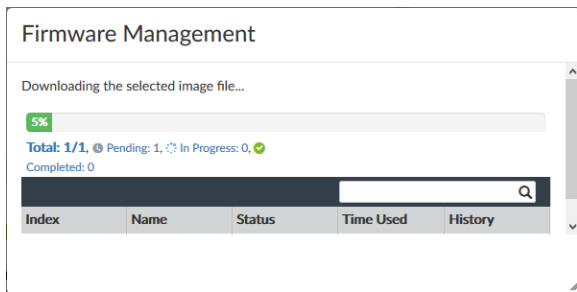 Firmware Management
Downloading the selected image file...
5%
Total: 1/1, Pending: 1, In Progress: 0,
Completed: 0
Index Name Status Time Used History